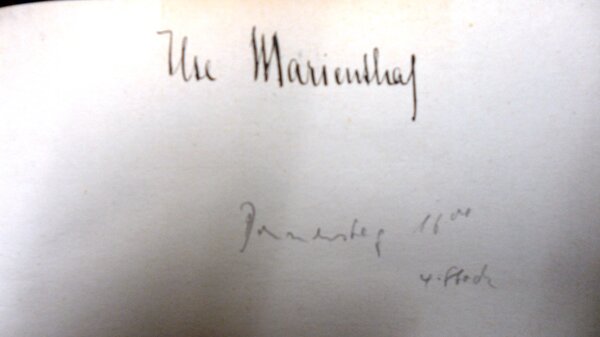 Ilse Marienthal
Donnerstag 16⁰⁰
4. Stock